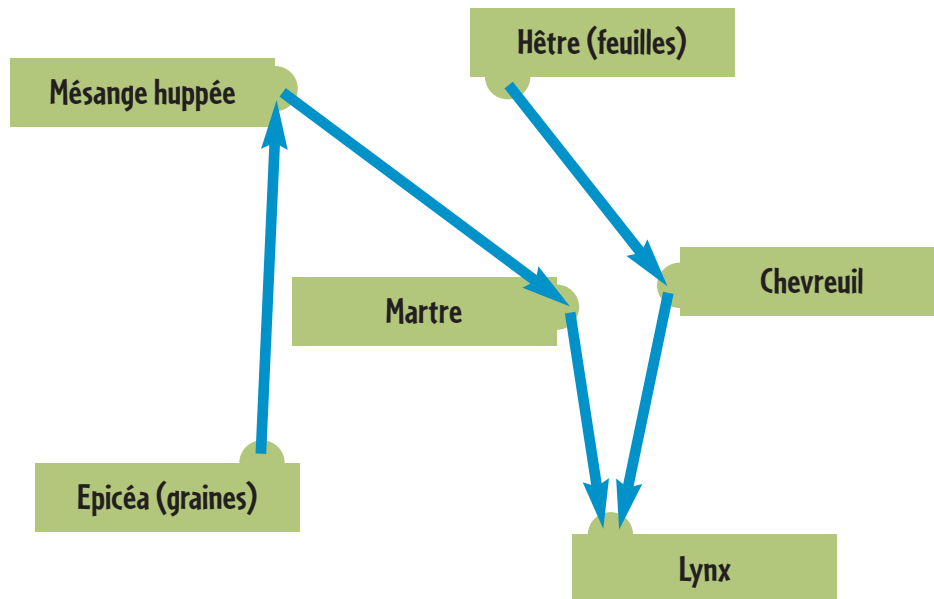 Hêtre (feuilles)
Mésange huppée
Chevreuil
Martre
Epicéa (graines)
Lynx